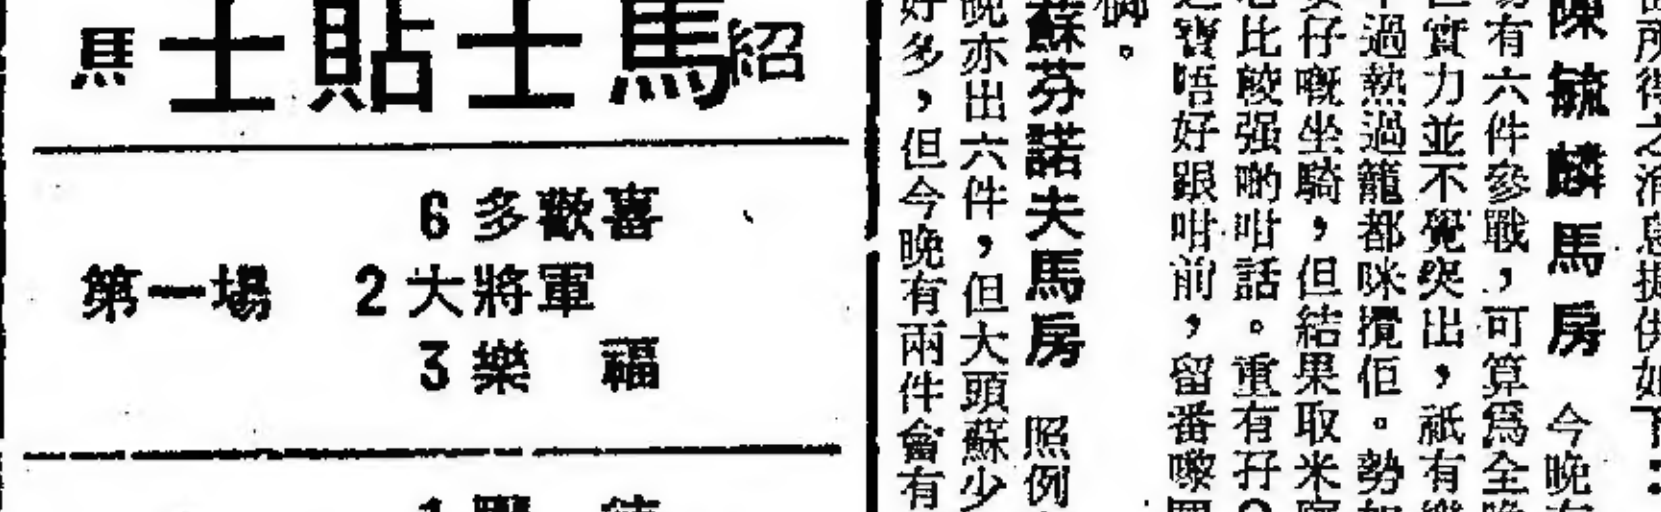 所得之消息提供如下：
陳毓麟馬房 今晚
有六件參戰，可算爲全
實力並不覺突出，祇有
過熱過籠都咪攪佢。勢
仔嘅坐騎，但結果取米
比較强啲咁話。重有孖
寶唔好跟咁前，留番嚟
。
蘇芬諾夫馬房 照例
晚亦出六件，但大頭蘇少
好多，但今晚有兩件會有
紹
馬士貼士
6 多歡喜
第一場 2 大將軍
3 樂 福